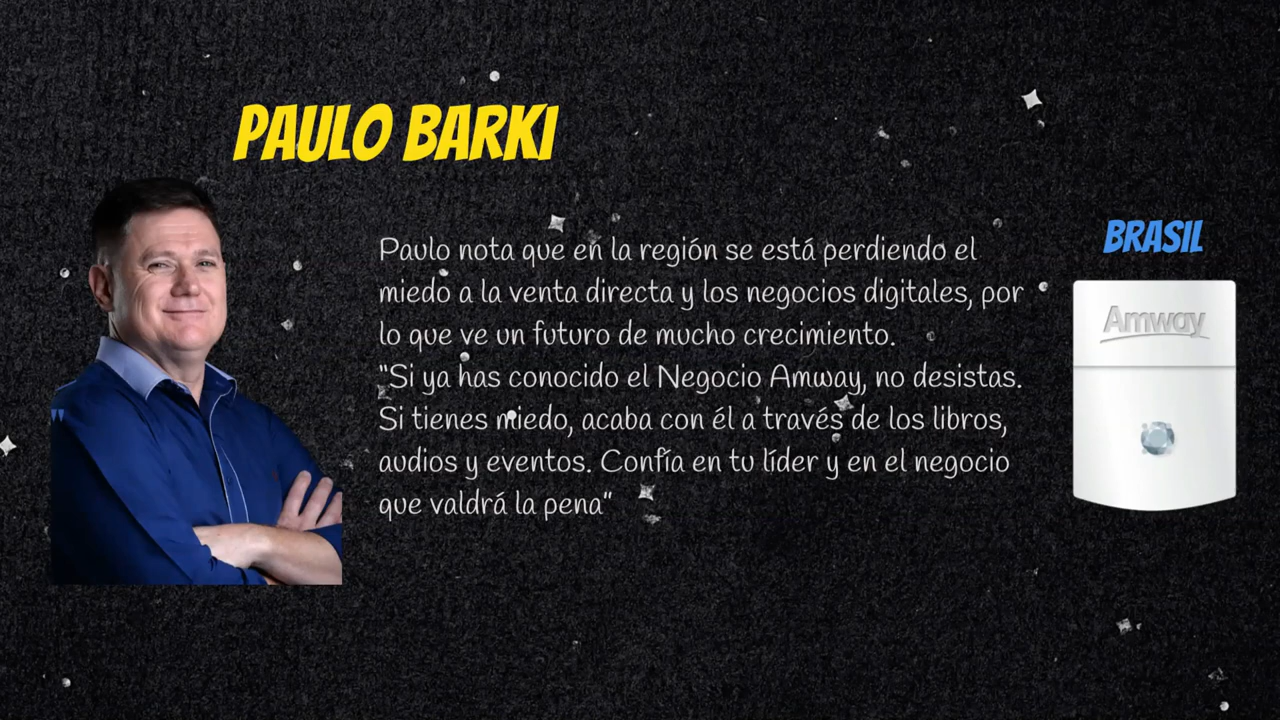 PAULO BARKI
Paulo nota que en la región se está perdiendo el
miedo a la venta directa y los negocios digitales, por
lo que ve un futuro de mucho crecimiento.
"Si ya has conocido el Negocio Amway, no desistas.
Si tienes miedo, acaba con él a través de los libros,
audios y eventos. Confía en tu líder y en el negocio
que valdrá la pena"
"
BRASIL
Amway